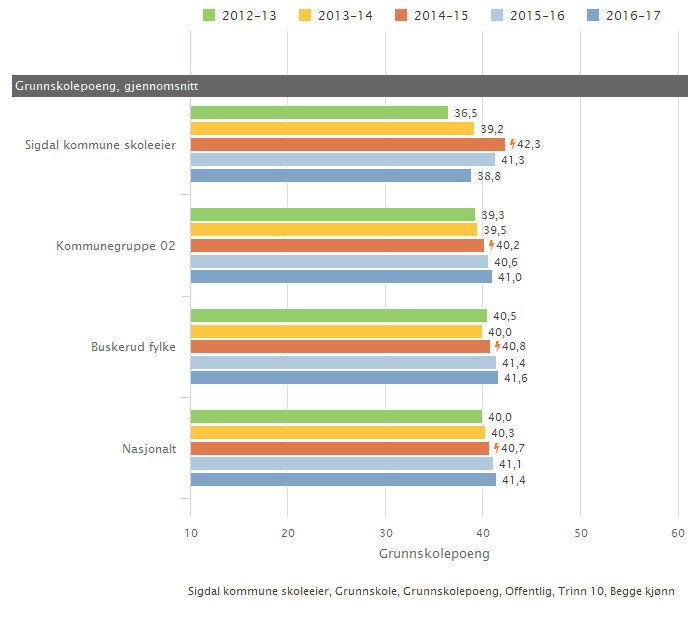 2012-13 2013-14 2014-15 2015-16 2016-17
Grunnskolepoeng, gjennomsnitt
Sigdal kommune skoleeier
36,5
39,2
42,3
41,3
38,8
Kommunegruppe 02
39,3
39,5
40,2
40,6
41,0
Buskerud fylke
40,5
40,0
40,8
41,4
41,6
Nasjonalt
40,0
40,3
40,7
41,1
41,4
10 20 30 40 50 60
Grunnskolepoeng
Sigdal kommune skoleeier, Grunnskole, Grunnskolepoeng, Offentlig, Trinn 10, Begge kjønn